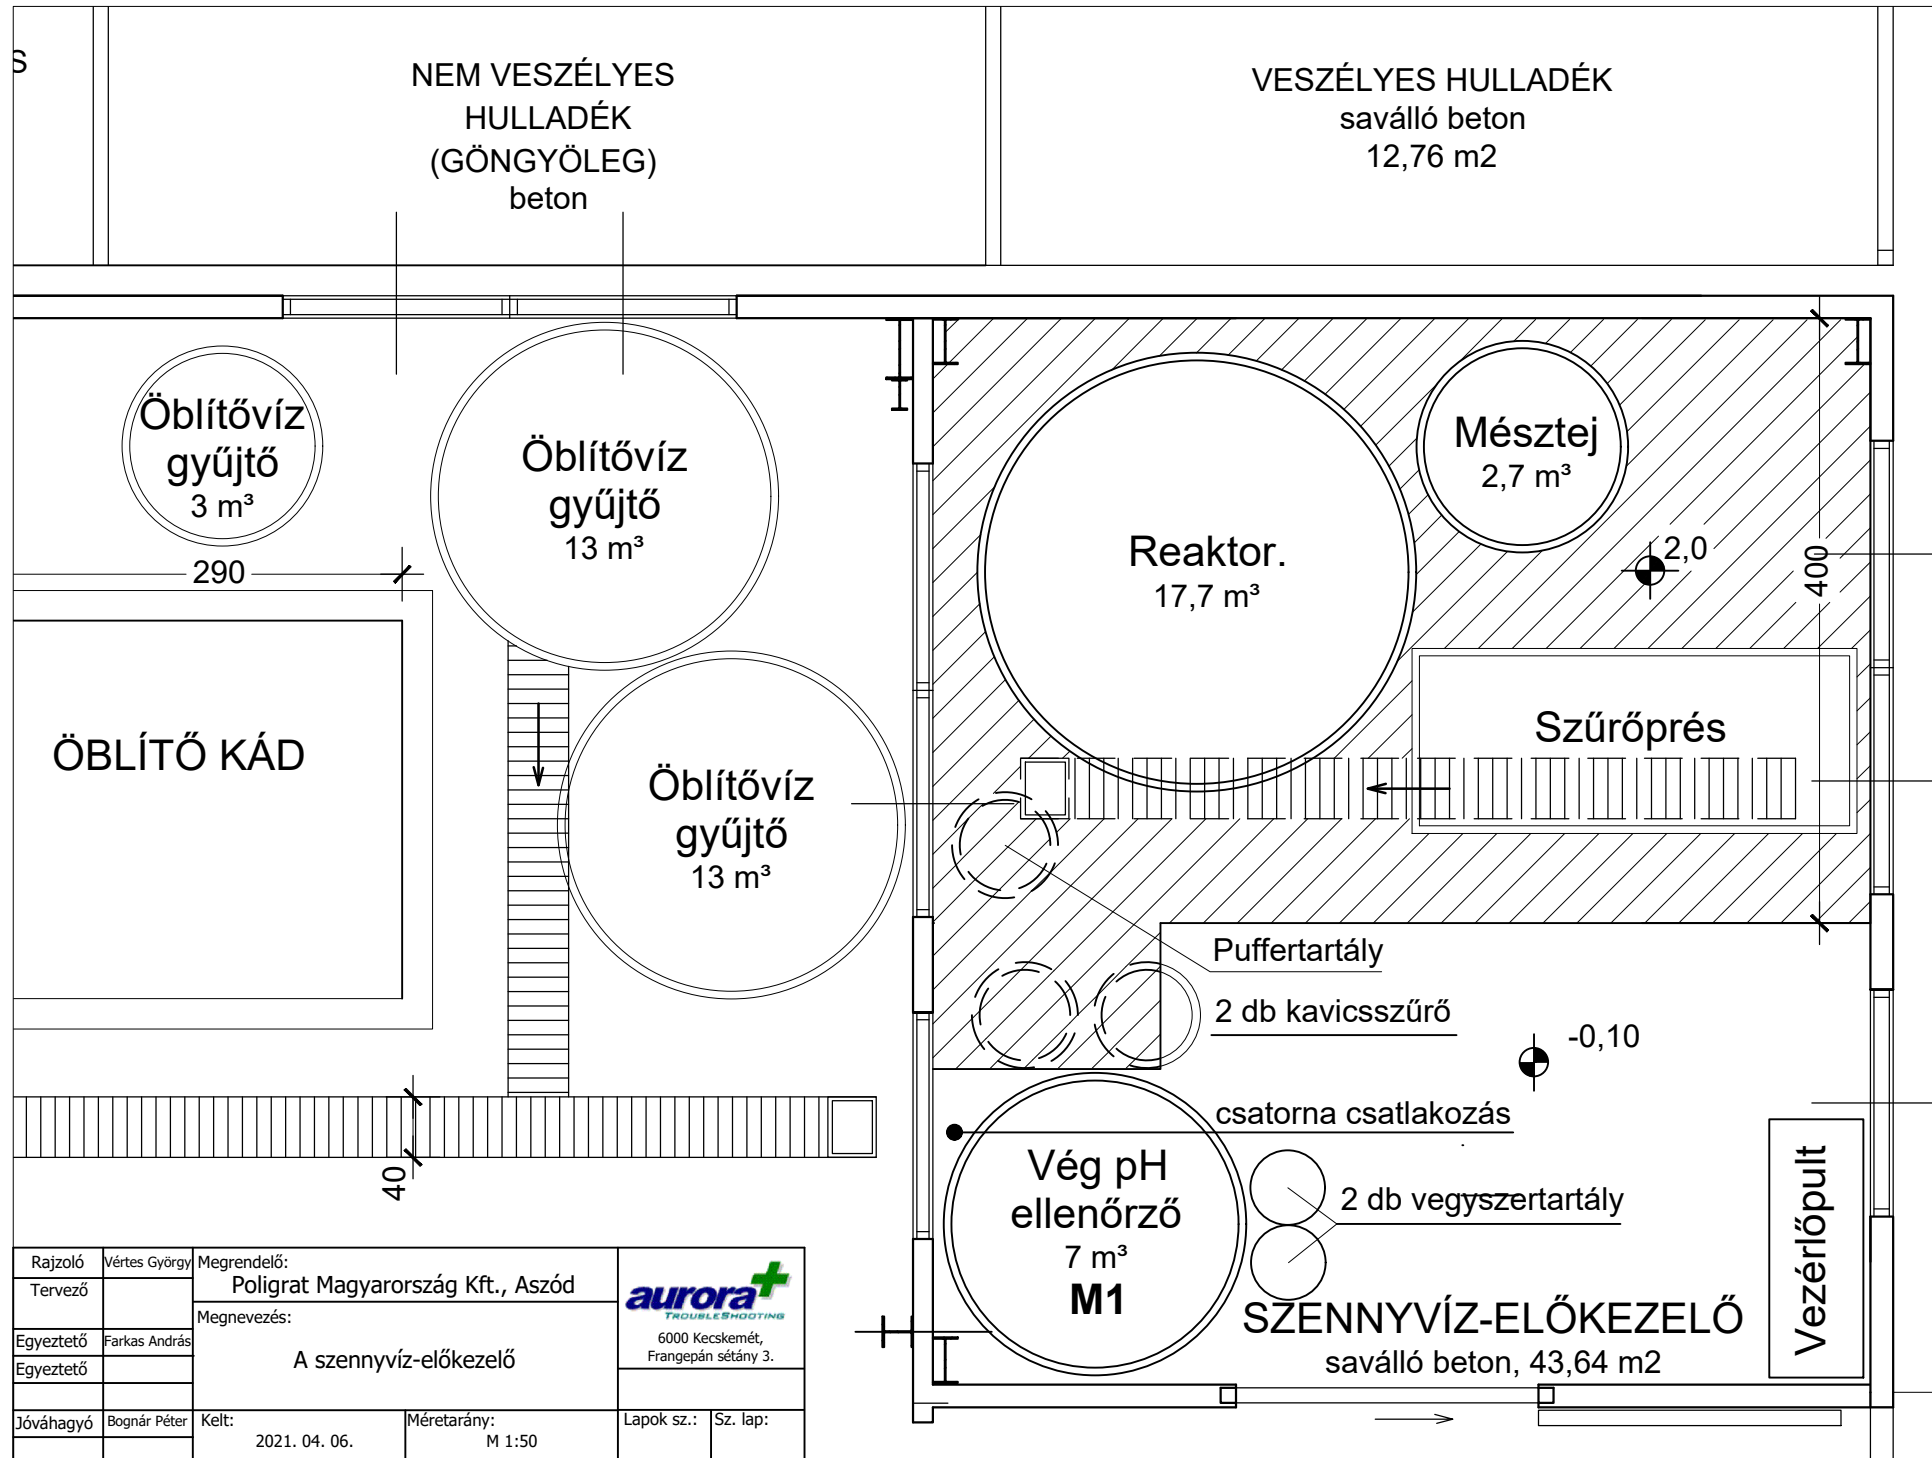 S
NEM VESZÉLYES
HULLADÉK
(GÖNGYÖLEG)
beton
VESZÉLYES HULLADÉK
saválló beton
12,76 m2
Öblítővíz
gyűjtő
3 m³
Öblítővíz
gyűjtő
13 m³
Reaktor.
17,7 m³
Mésztej
2,7 m³
2,0
400
290
ÖBLÍTŐ KÁD
Öblítővíz
gyűjtő
13 m³
Szűrőprés
Puffertartály
2 db kavicsszűrő
-0,10
csatorna csatlakozás
40
Vég pH
ellenőrző
7 m³
M1
2 db vegyszertartály
Vezérlőpult
SZENNYVÍZ-ELŐKEZELŐ
saválló beton, 43,64 m2
Rajzoló
Vértes György
Tervező
Egyeztető
Farkas András
Egyeztető
Jóváhagyó
Bognár Péter
Megrendelő:
Poligrat Magyarország Kft., Aszód
Megnevezés:
A szennyvíz-előkezelő
Kelt:
2021. 04. 06.
Méretarány:
M 1:50
aurora
TROUBLESHOOTING
6000 Kecskemét,
Frangepán sétány 3.
Lapok sz.:
Sz. lap: